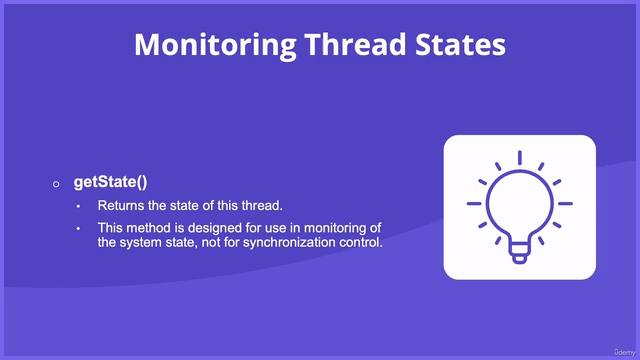 Monitoring Thread States
getState()
Returns the state of this thread.
This method is designed for use in monitoring of
the system state, not for synchronization control.
ûdemy